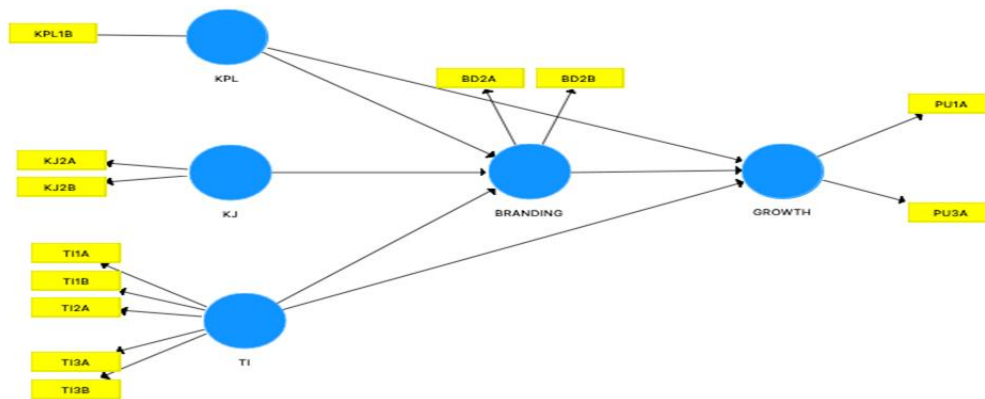 KPL1B
KPL
BD2A
BD2B
PU1A
KJ2A
KJ2B
KJ
BRANDING
GROWTH
PU3A
TI1A
TI1B
TI2A
TI3A
TI3B
TI